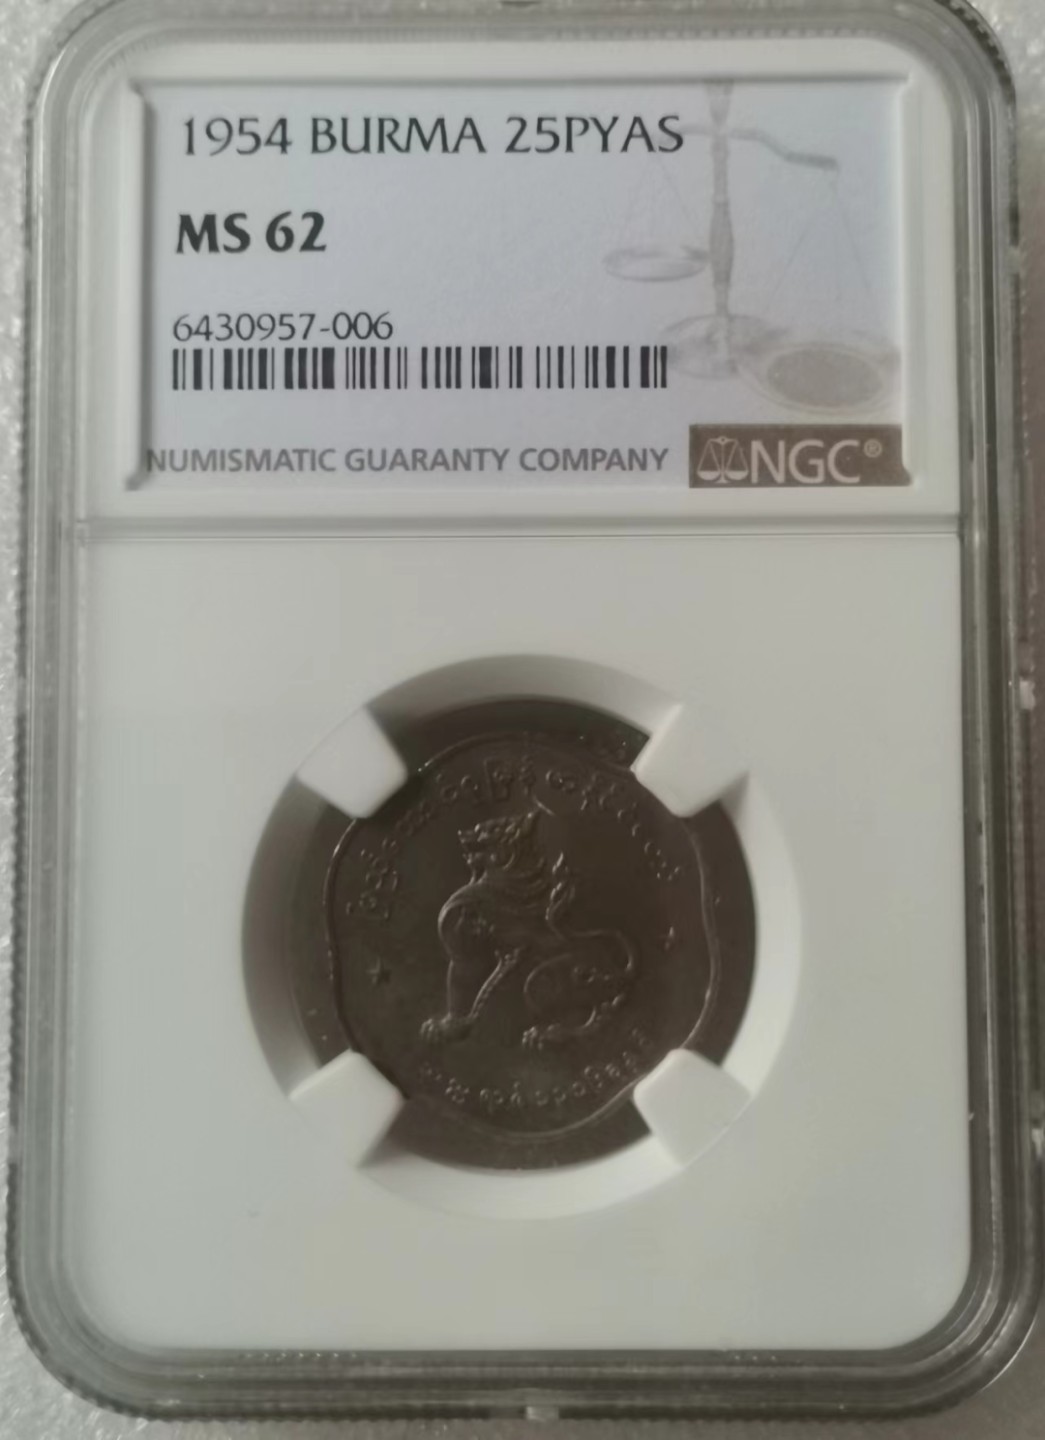 1954 BURMA 25PYAS
MS 62
6430957-006
NUMISMATIC GUARANTY COMPANY
NGC®